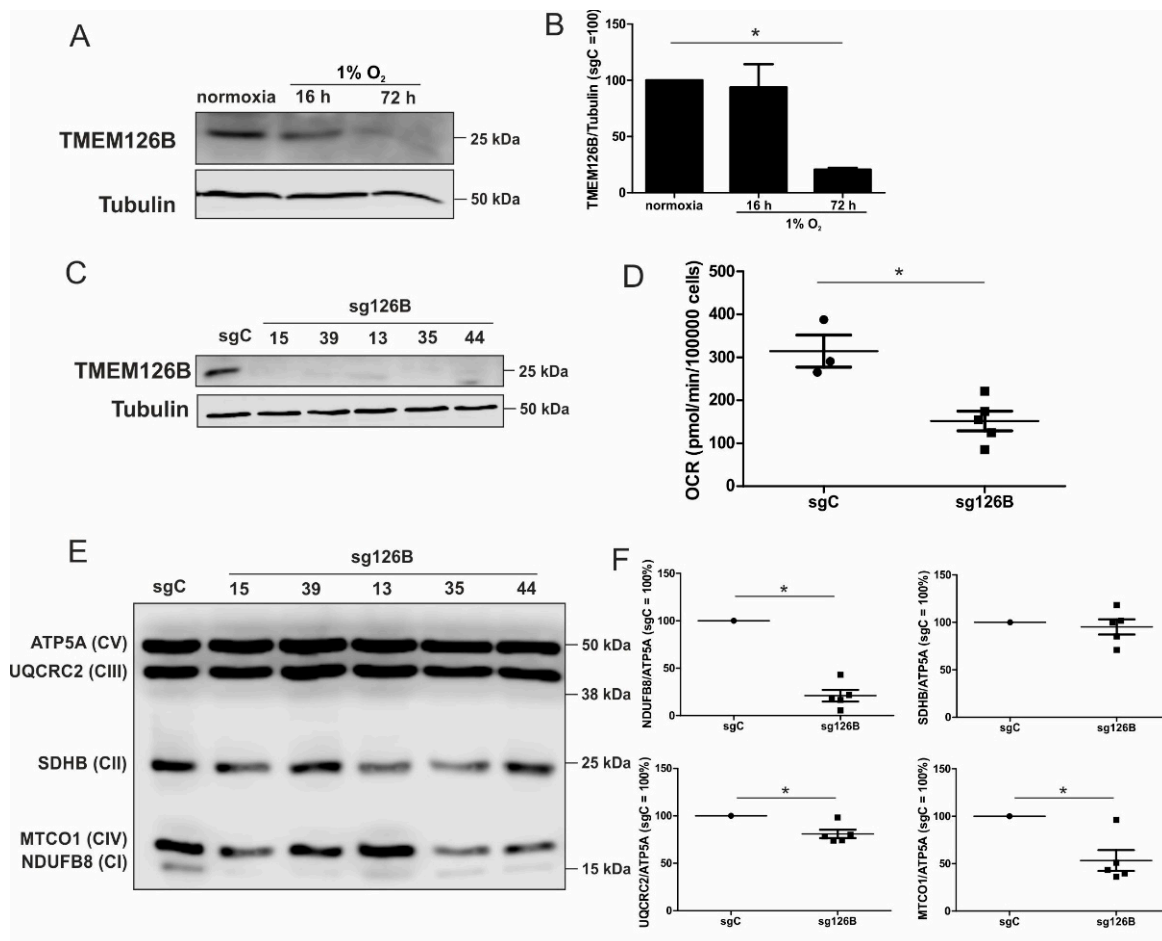 A
1% O2
normoxia 16 h 72 h
TMEM126B
25 kDa
Tubulin
50 kDa
B
TMEM126B/Tubulin (sgC =100)
150
100
50
0
*
normoxia 16 h 72 h
1% O2
C
sg126B
sgC 15 39 13 35 44
TMEM126B
25 kDa
Tubulin
50 kDa
D
OCR (pmol/min/100000 cells)
500
400
300
200
100
0
*
sgC sg126B
E
sg126B
sgC 15 39 13 35 44
ATP5A (CV)
50 kDa
UQCRC2 (CIII)
38 kDa
SDHB (CII)
25 kDa
MTCO1 (CIV)
NDUFB8 (CI)
15 kDa
F
NDUFB8/ATP5A (sgC = 100%)
150
100
50
0
*
sgC sg126B
SDHB/ATP5A (sgC = 100%)
150
100
50
0
sgC sg126B
UQCRC2/ATP5A (sgC = 100%)
150
100
50
0
*
sgC sg126B
MTCO1/ATP5A (sgC = 100%)
150
100
50
0
*
sgC sg126B